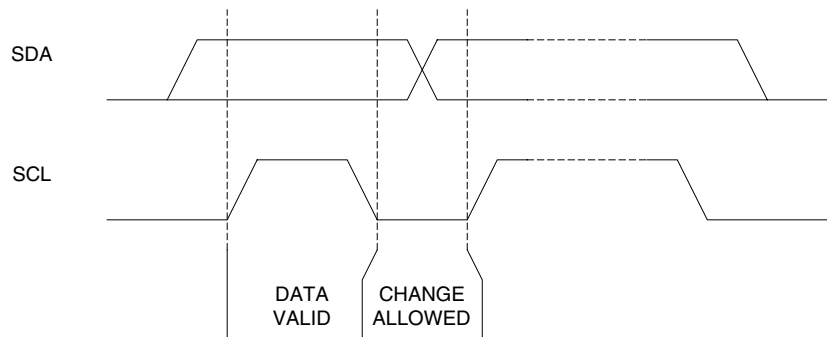 SDA
SCL
DATA
VALID
CHANGE
ALLOWED